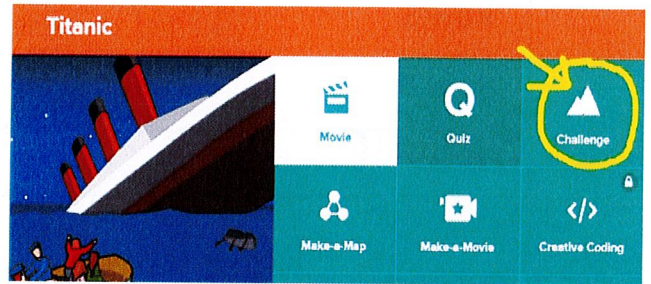 Titanic
Movie
Quiz
Challenge
Make-a-Map
Make-a-Movie
Creative Coding